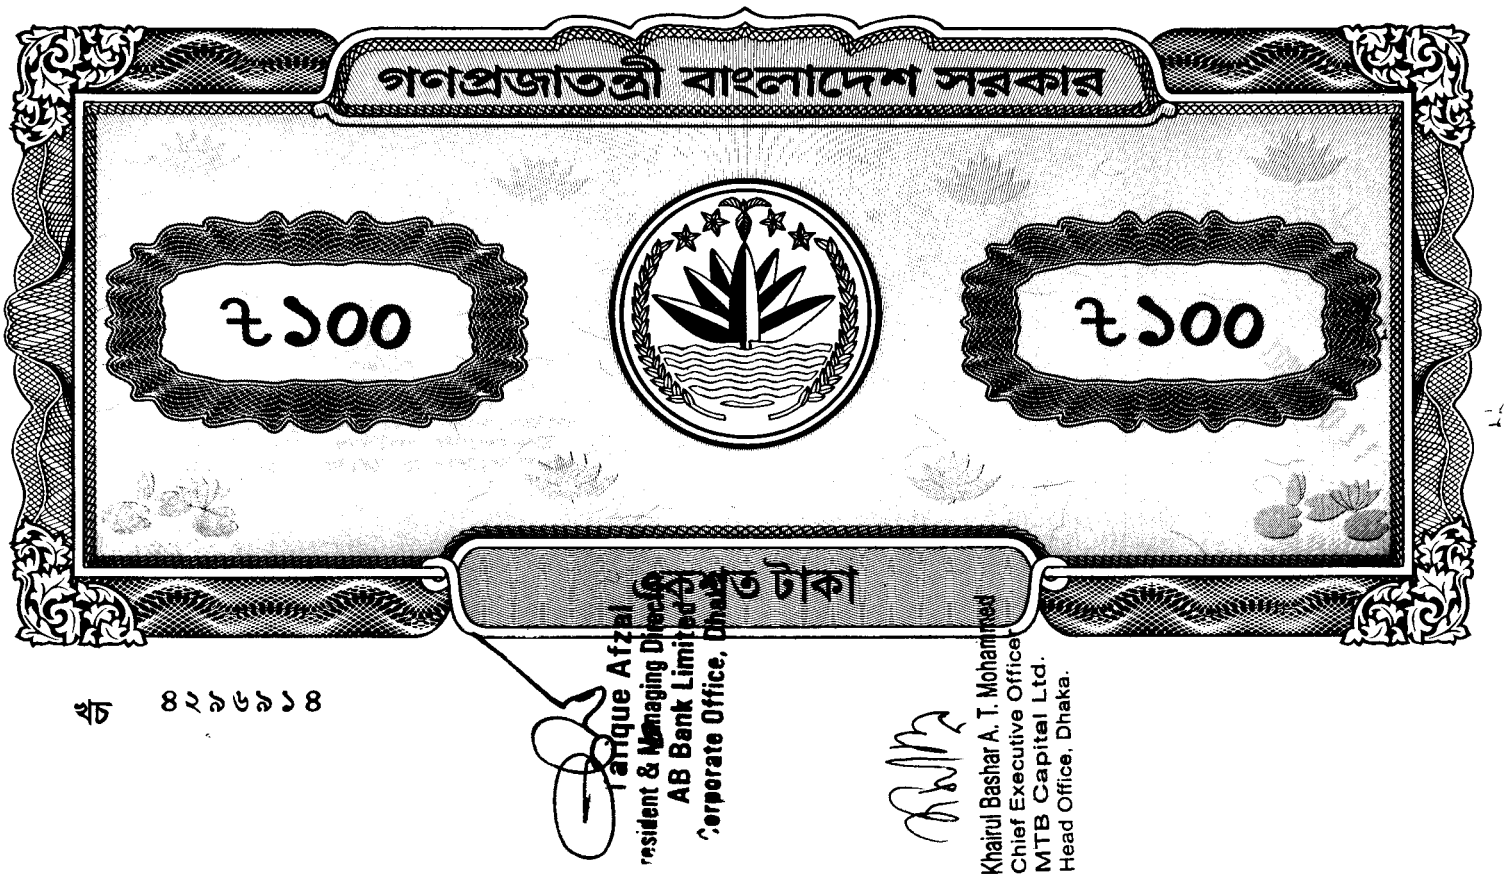 গণপ্রজাতন্ত্রী বাংলাদেশ সরকার
৳১০০
৳১০০
একশত টাকা
খচ ৪২৯৬৯১৪
Tarique Afzal
resident & Managing Director
AB Bank Limited
Corporate Office, Dhaka
Khairul Bashar A. T. Mohammed
Chief Executive Officer
MTB Capital Ltd.
Head Office, Dhaka.